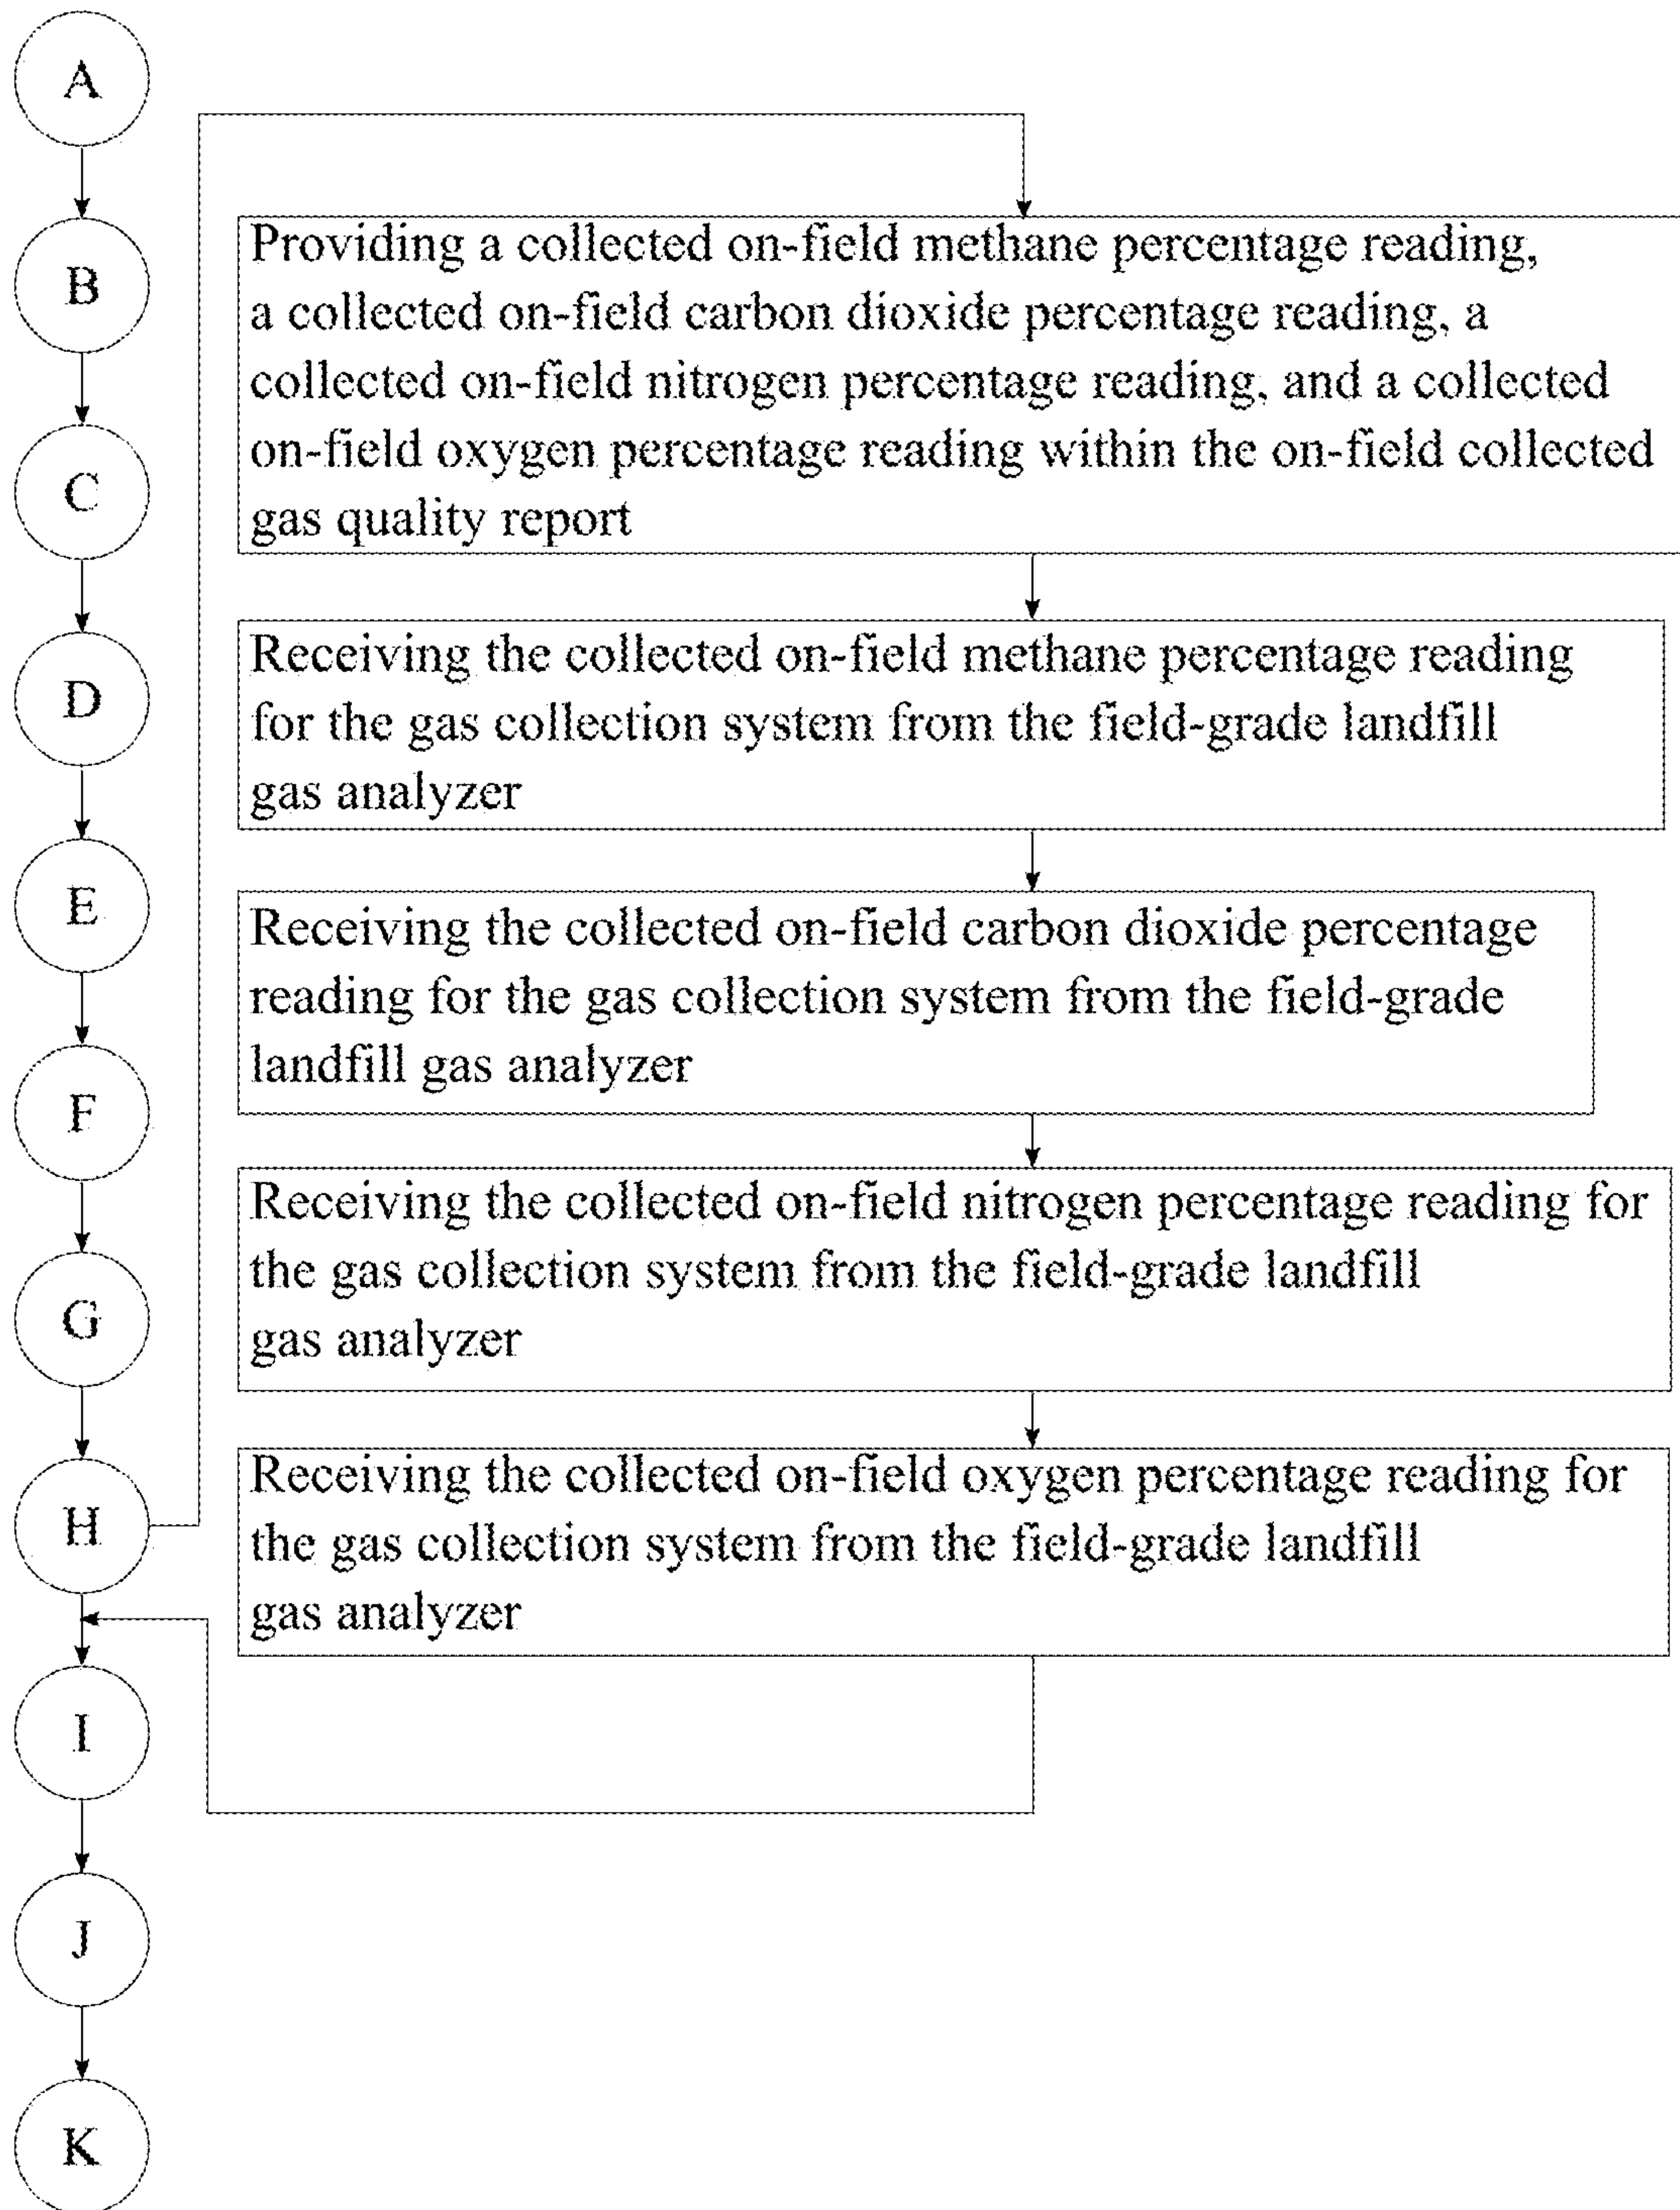 A
B
C
D
E
F
G
H
I
J
K
Providing a collected on-field methane percentage reading,
a collected on-field carbon dioxide percentage reading, a
collected on-field nitrogen percentage reading, and a collected
on-field oxygen percentage reading within the on-field collected
gas quality report
Receiving the collected on-field methane percentage reading
for the gas collection system from the field-grade landfill
gas analyzer
Receiving the collected on-field carbon dioxide percentage
reading for the gas collection system from the field-grade
landfill gas analyzer
Receiving the collected on-field nitrogen percentage reading for
the gas collection system from the field-grade landfill
gas analyzer
Receiving the collected on-field oxygen percentage reading for
the gas collection system from the field-grade landfill
gas analyzer